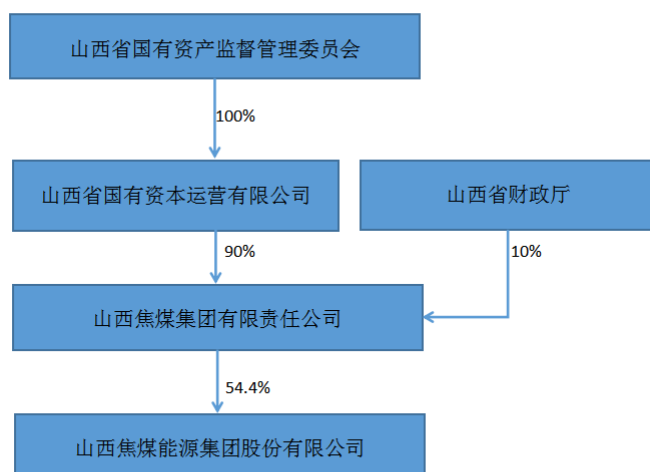 山西省国有资产监督管理委员会
100%
山西省国有资本运营有限公司
山西省财政厅
90%
10%
山西焦煤集团有限责任公司
54.4%
山西焦煤能源集团股份有限公司